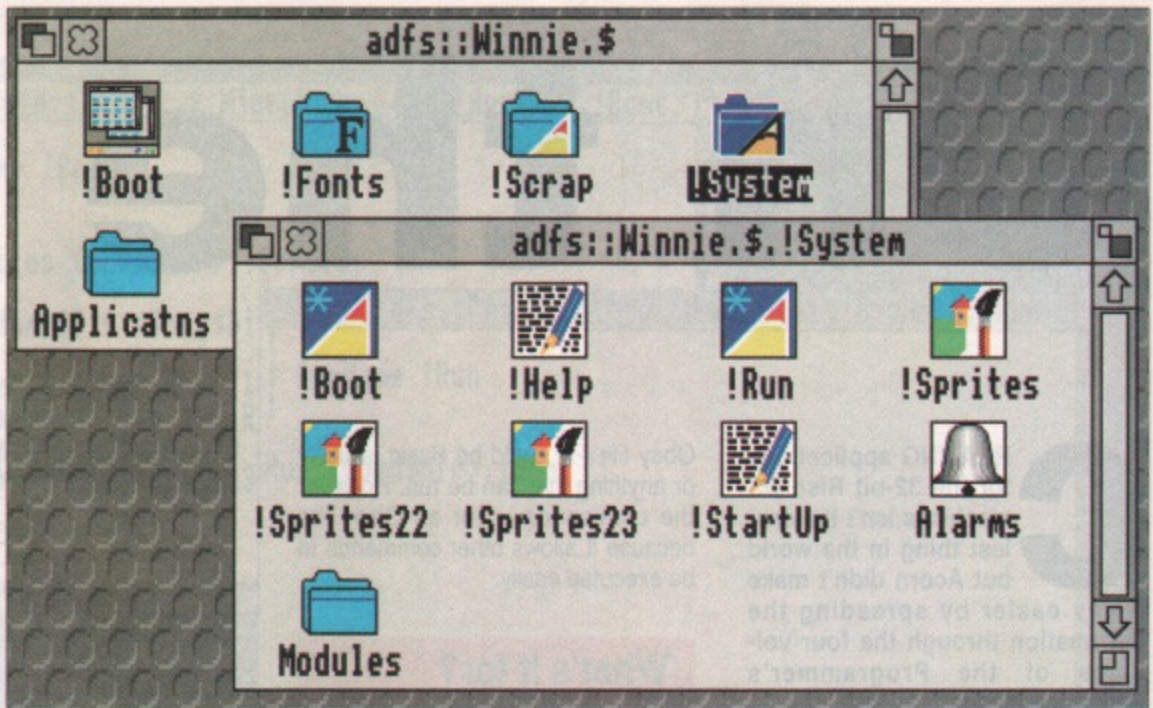 adfs::Winnie.$
!Boot !Fonts !Scrap !System
Applicatns
adfs::Winnie.$.!System
!Boot !Help !Run !Sprites
!Sprites22 !Sprites23 !StartUp Alarms
Modules